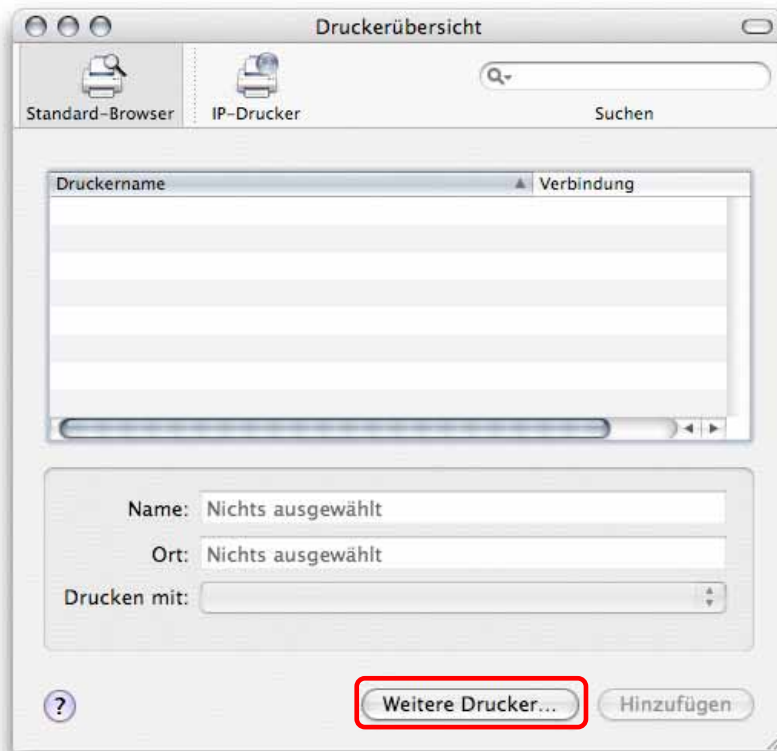 Druckerübersicht
Standard-Browser IP-Drucker Suchen
Druckername Verbindung
Name: Nichts ausgewählt
Ort: Nichts ausgewählt
Drucken mit:
? Weitere Drucker... Hinzufügen